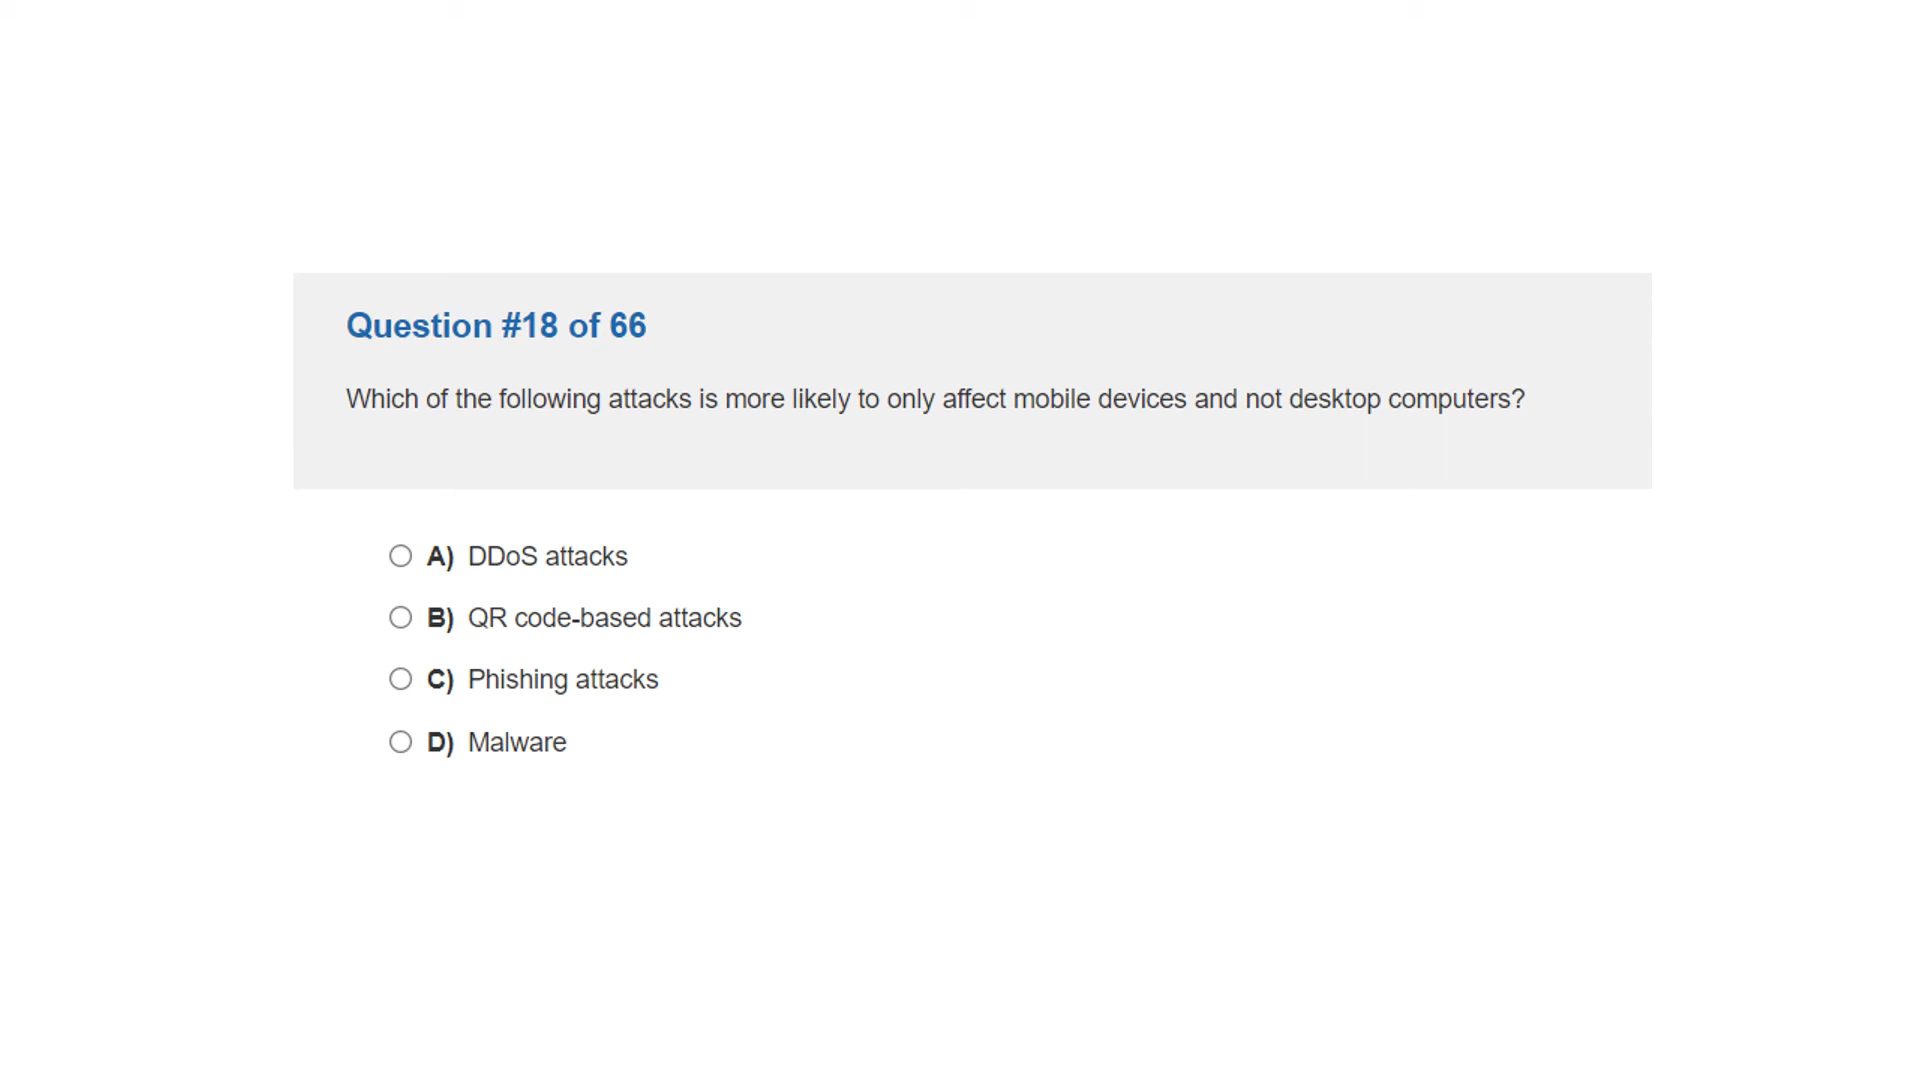 Question #18 of 66
Which of the following attacks is more likely to only affect mobile devices and not desktop computers?
A) DDoS attacks
B) QR code-based attacks
C) Phishing attacks
D) Malware